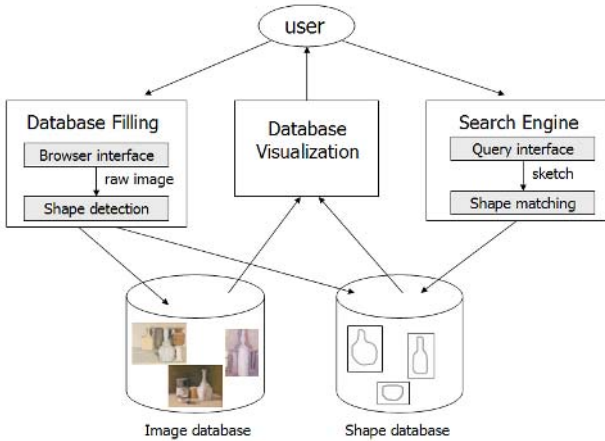 user
Database Filling
Browser interface
raw image
Shape detection
Database
Visualization
Search Engine
Query interface
sketch
Shape matching
Image database
Shape database